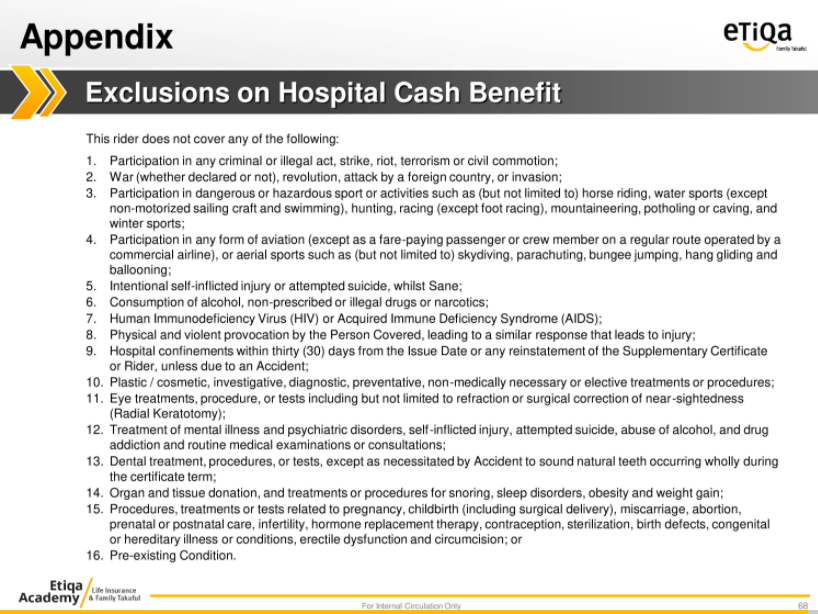 Appendix
eTiQa
Family Takaful
Exclusions on Hospital Cash Benefit
This rider does not cover any of the following:
1. Participation in any criminal or illegal act, strike, riot, terrorism or civil commotion;
2. War (whether declared or not), revolution, attack by a foreign country, or invasion;
3. Participation in dangerous or hazardous sport or activities such as (but not limited to) horse riding, water sports (except
non-motorized sailing craft and swimming), hunting, racing (except foot racing), mountaineering, potholing or caving, and
winter sports;
4. Participation in any form of aviation (except as a fare-paying passenger or crew member on a regular route operated by a
commercial airline), or aerial sports such as (but not limited to) skydiving, parachuting, bungee jumping, hang gliding and
ballooning;
5. Intentional self-inflicted injury or attempted suicide, whilst Sane;
6. Consumption of alcohol, non-prescribed or illegal drugs or narcotics;
7. Human Immunodeficiency Virus (HIV) or Acquired Immune Deficiency Syndrome (AIDS);
8. Physical and violent provocation by the Person Covered, leading to a similar response that leads to injury;
9. Hospital confinements within thirty (30) days from the Issue Date or any reinstatement of the Supplementary Certificate
or Rider, unless due to an Accident;
10. Plastic / cosmetic, investigative, diagnostic, preventative, non-medically necessary or elective treatments or procedures;
11. Eye treatments, procedure, or tests including but not limited to refraction or surgical correction of near-sightedness
(Radial Keratotomy);
12. Treatment of mental illness and psychiatric disorders, self-inflicted injury, attempted suicide, abuse of alcohol, and drug
addiction and routine medical examinations or consultations;
13. Dental treatment, procedures, or tests, except as necessitated by Accident to sound natural teeth occurring wholly during
the certificate term;
14. Organ and tissue donation, and treatments or procedures for snoring, sleep disorders, obesity and weight gain;
15. Procedures, treatments or tests related to pregnancy, childbirth (including surgical delivery), miscarriage, abortion,
prenatal or postnatal care, infertility, hormone replacement therapy, contraception, sterilization, birth defects, congenital
or hereditary illness or conditions, erectile dysfunction and circumcision; or
16. Pre-existing Condition.
Etiqa
Academy
Life Insurance
& Family Takaful
For Internal Circulation Only
68